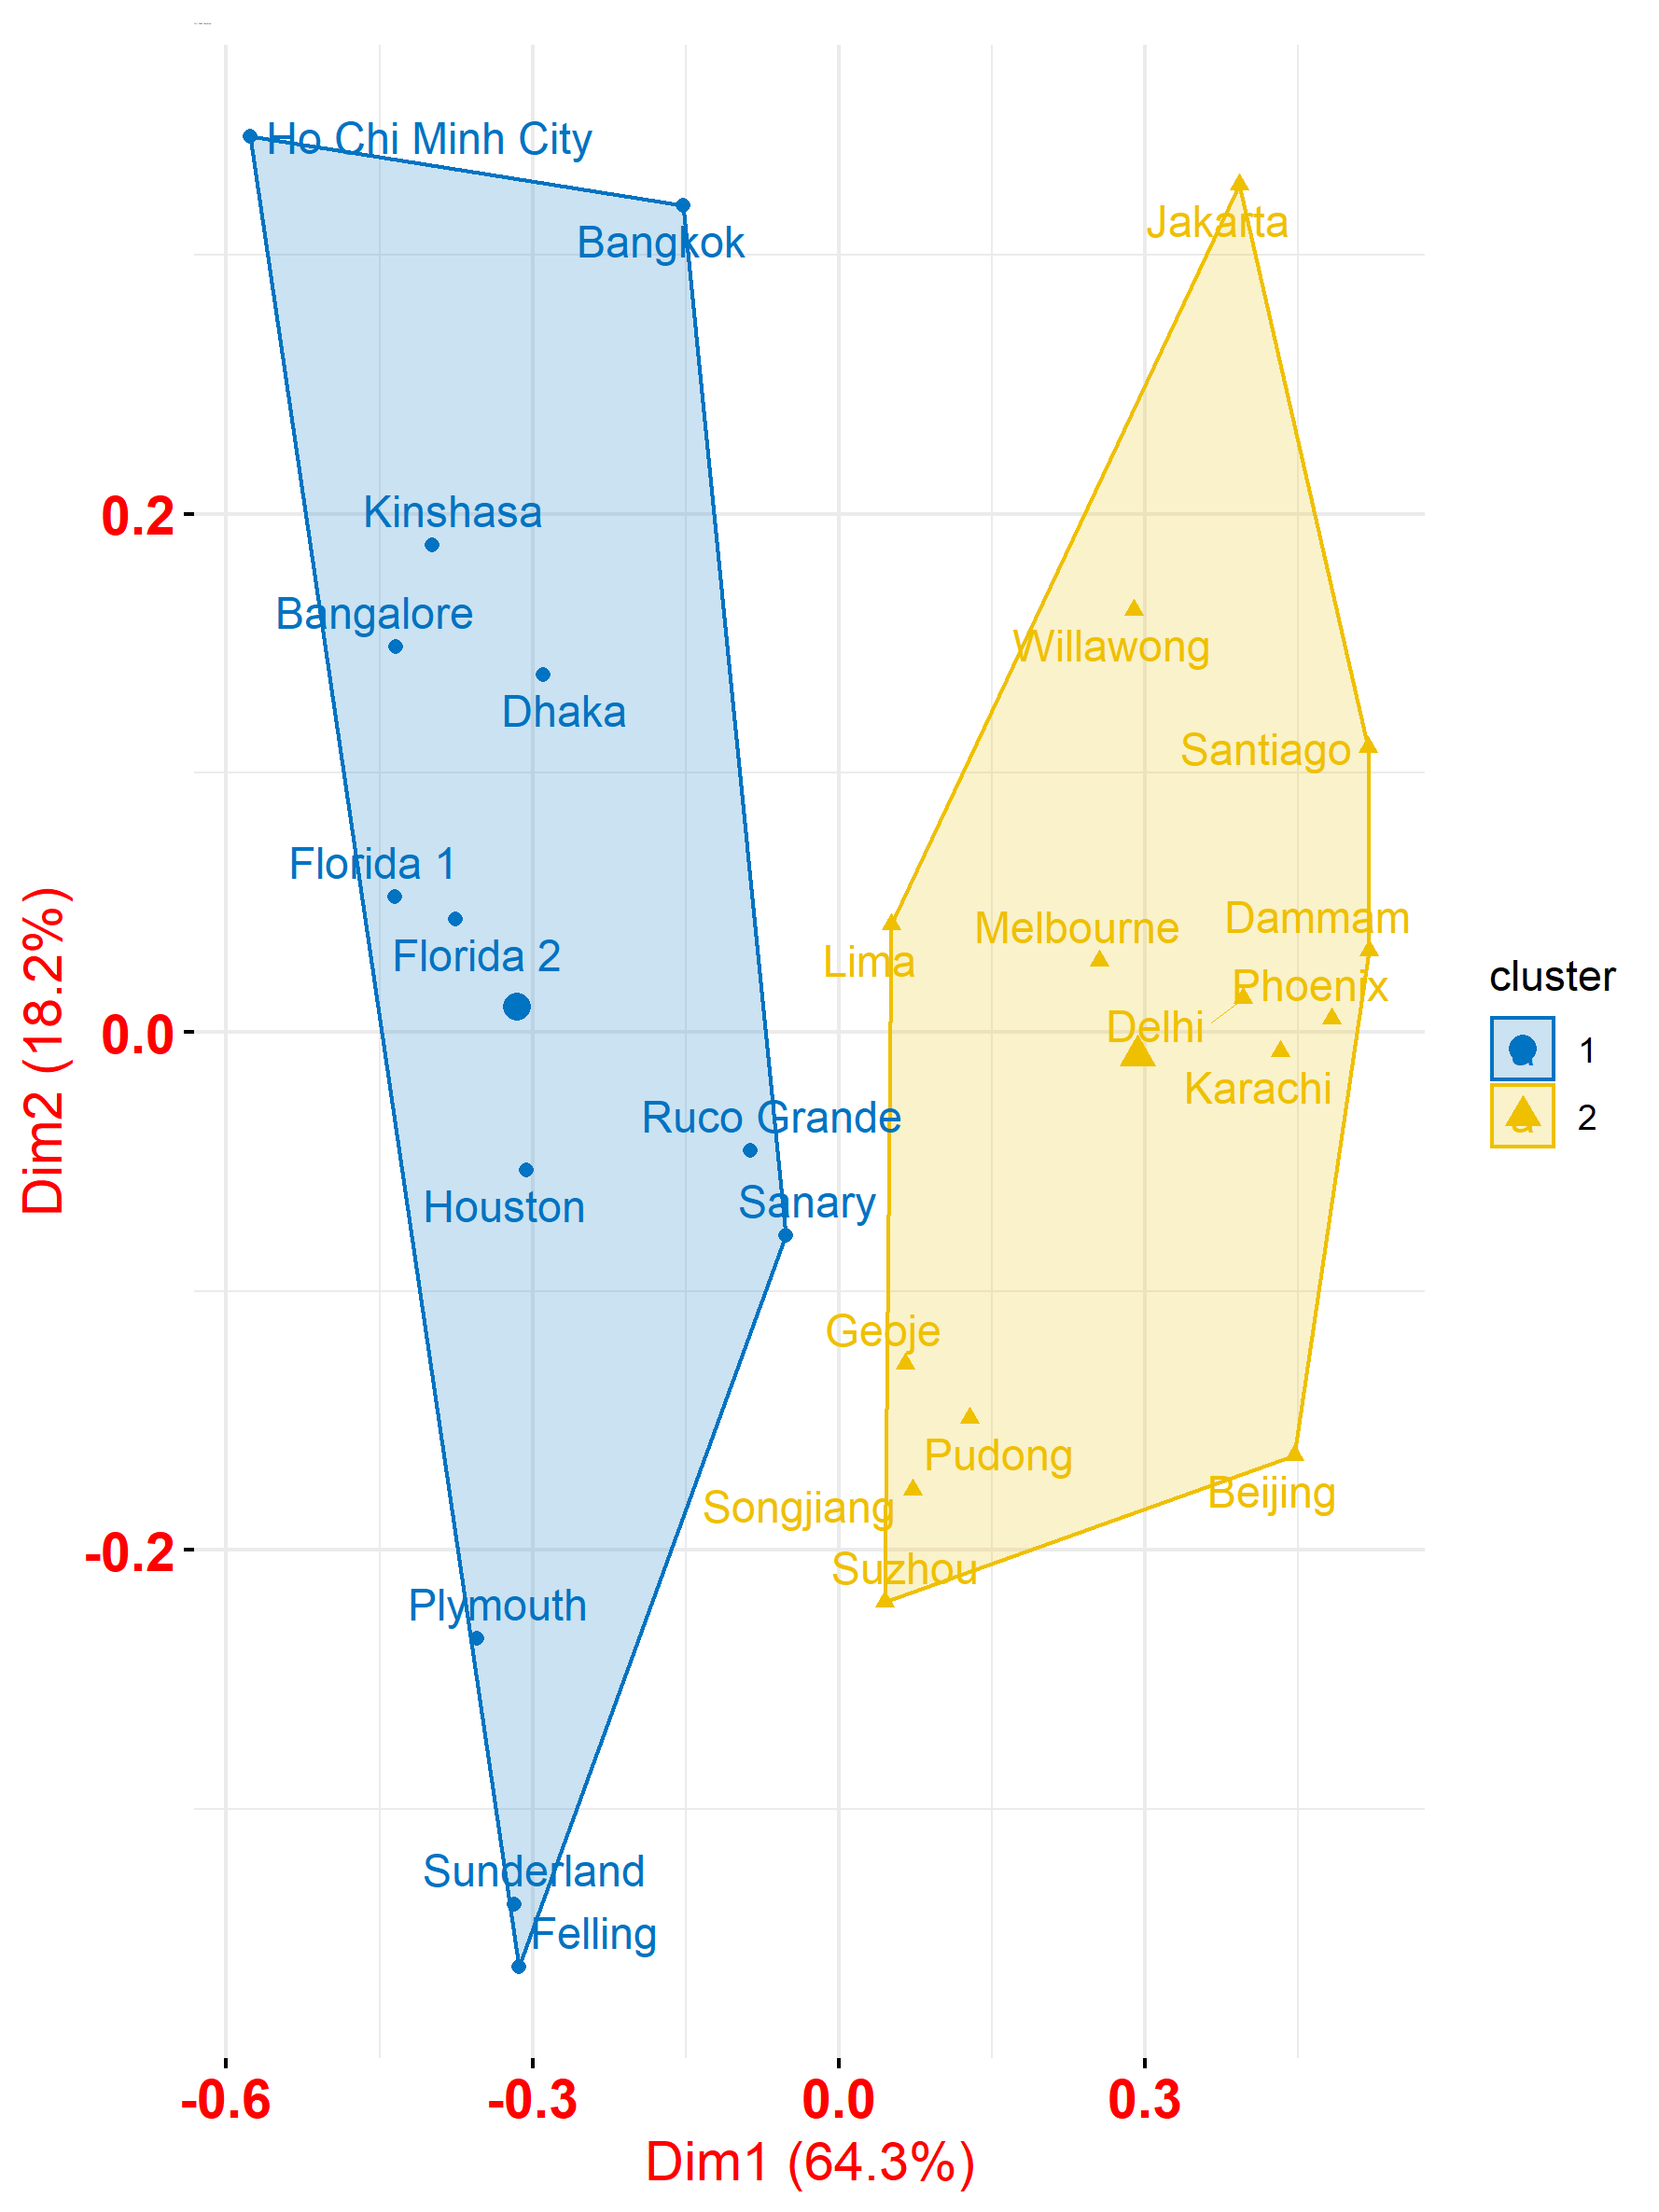 Ho Chi Minh City
Jakarta
Bangkok
0.2
Kinshasa
Bangalore
Willawong
Dhaka
Santiago
Florida 1
Dammam
Melbourne
Florida 2
Lima
Phoenix
cluster
Delhi
0.0
1
Karachi
Ruco Grande
2
Sanary
Houston
Dim2 (18.2%)
Geoje
Pudong
Beijing
Songjiang
-0.2
Suzhou
Plymouth
Sunderland
Felling
-0.6 -0.3 0.0 0.3
Dim1 (64.3%)